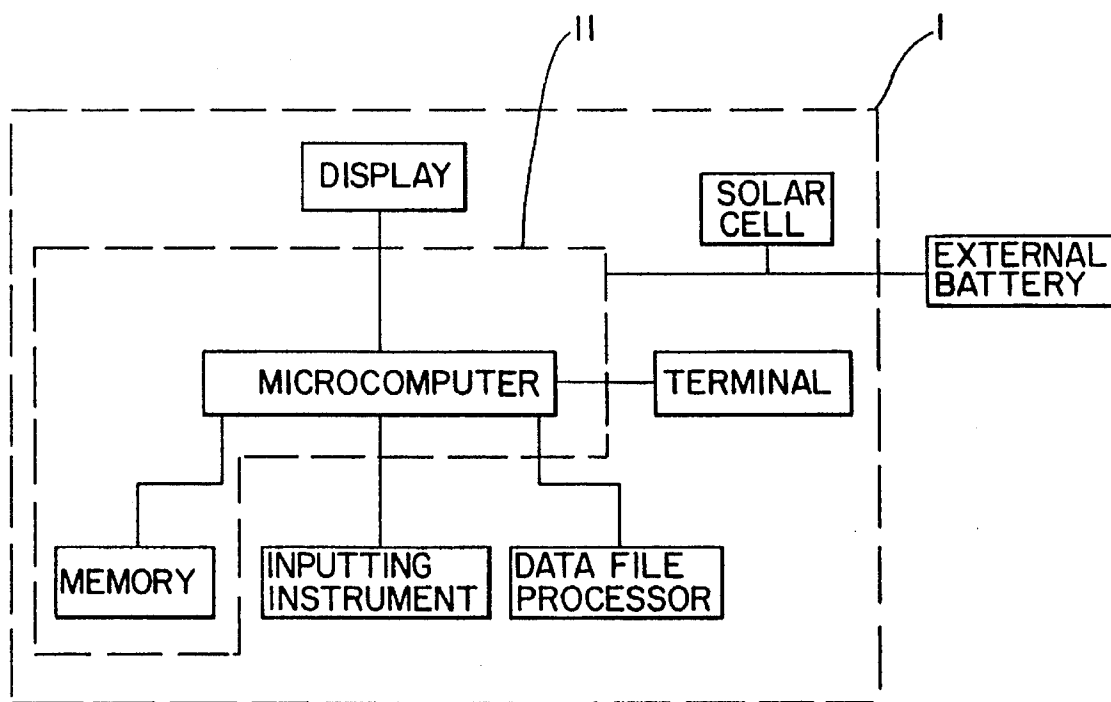 11
1
DISPLAY
SOLAR
CELL
EXTERNAL
BATTERY
MICROCOMPUTER
TERMINAL
MEMORY
INPUTTING
INSTRUMENT
DATA FILE
PROCESSOR